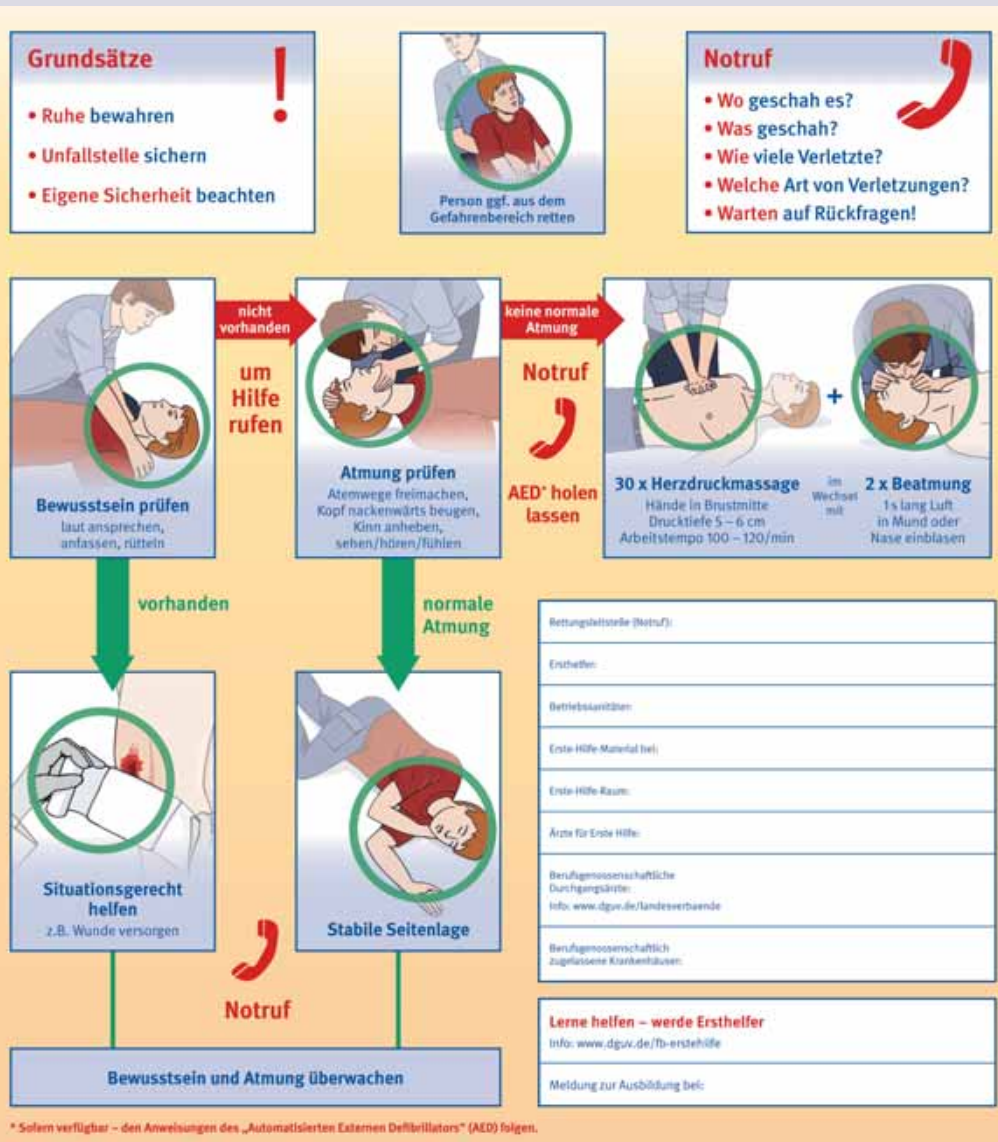 Grundsätze
!
• Ruhe bewahren
• Unfallstelle sichern
• Eigene Sicherheit beachten
Person ggf. aus dem
Gefahrenbereich retten
Notruf
• Wo geschah es?
• Was geschah?
• Wie viele Verletzte?
• Welche Art von Verletzungen?
• Warten auf Rückfragen!
Bewusstsein prüfen
laut ansprechen,
anfassen, rütteln
nicht
vorhanden
um
Hilfe
rufen
Atmung prüfen
Atemwege freimachen,
Kopf nackenwärts beugen,
Kinn anheben,
sehen/hören/fühlen
keine normale
Atmung
Notruf
AED* holen
lassen
30 x Herzdruckmassage
Hände in Brustmitte
Drucktiefe 5 – 6 cm
Arbeitstempo 100 – 120/min
+
im
Wechsel
mit
2 x Beatmung
1 s lang Luft
in Mund oder
Nase einblasen
vorhanden
normale
Atmung
Situationsgerecht
helfen
z.B. Wunde versorgen
Stabile Seitenlage
Notruf
Bewusstsein und Atmung überwachen
Rettungsleitstelle (Notruf):
Ersthelfer:
Betriebssanitäter:
Erste-Hilfe-Material bei:
Erste-Hilfe-Raum:
Ärzte für Erste Hilfe:
Berufsgenossenschaftliche
Durchgangsärzte:
Info: www.dguv.de/landesverbaende
Berufsgenossenschaftlich
zugelassene Krankenhäuser:
Lerne helfen – werde Ersthelfer
Info: www.dguv.de/fb-erstehilfe
Meldung zur Ausbildung bei:
* Sofern verfügbar – den Anweisungen des „Automatisierten Externen Defibrillators" (AED) folgen.